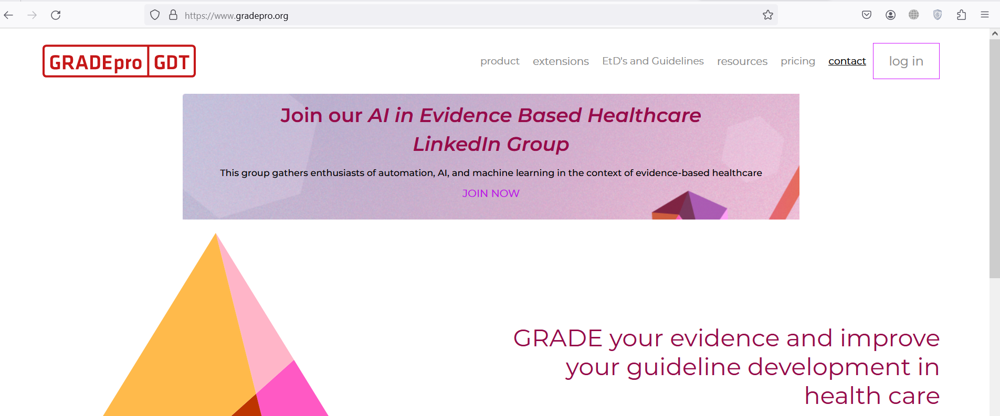 https://www.gradepro.org
GRADEpro GDT
product extensions EtD's and Guidelines resources pricing contact log in
Join our AI in Evidence Based Healthcare
LinkedIn Group
This group gathers enthusiasts of automation, AI, and machine learning in the context of evidence-based healthcare
JOIN NOW
GRADE your evidence and improve
your guideline development in
health care